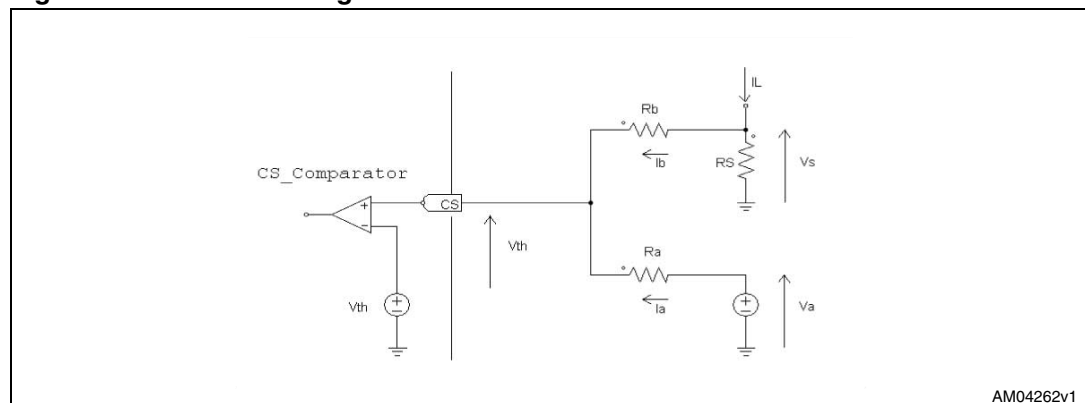 IL
Rb
Ib
RS
Vs
CS_Comparator
+
CS
−
Vth
Ra
Ia
Vth
+
−
+
−
Va
AM04262v1